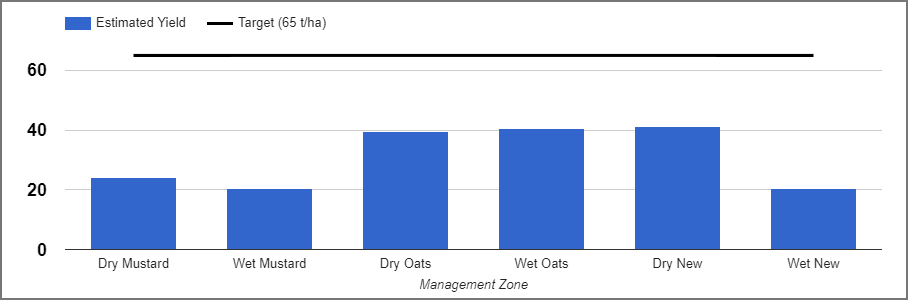 Estimated Yield Target (65 t/ha)
60
40
20
0
Dry Mustard Wet Mustard Dry Oats Wet Oats Dry New Wet New
Management Zone